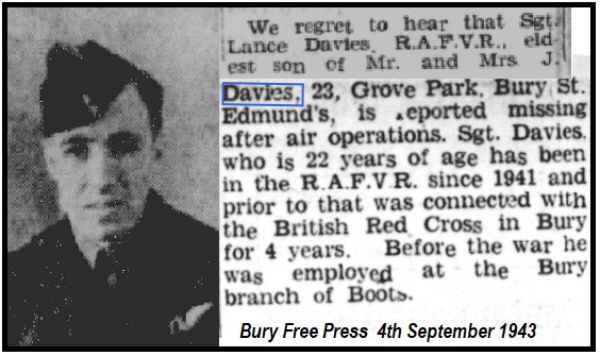 We regret to hear that Sgt.
Lance Davies, R.A.F.V.R., eld-
est son of Mr. and Mrs J.
Davies, 23, Grove Park, Bury St.
Edmund's, is .eported missing
after air operations. Sgt. Davies,
who is 22 years of age has been
in the R.A.F.V.R. since 1941 and
prior to that was connected with
the British Red Cross in Bury
for 4 years. Before the war he
was employed at the Bury
branch of Boots.
Bury Free Press 4th September 1943